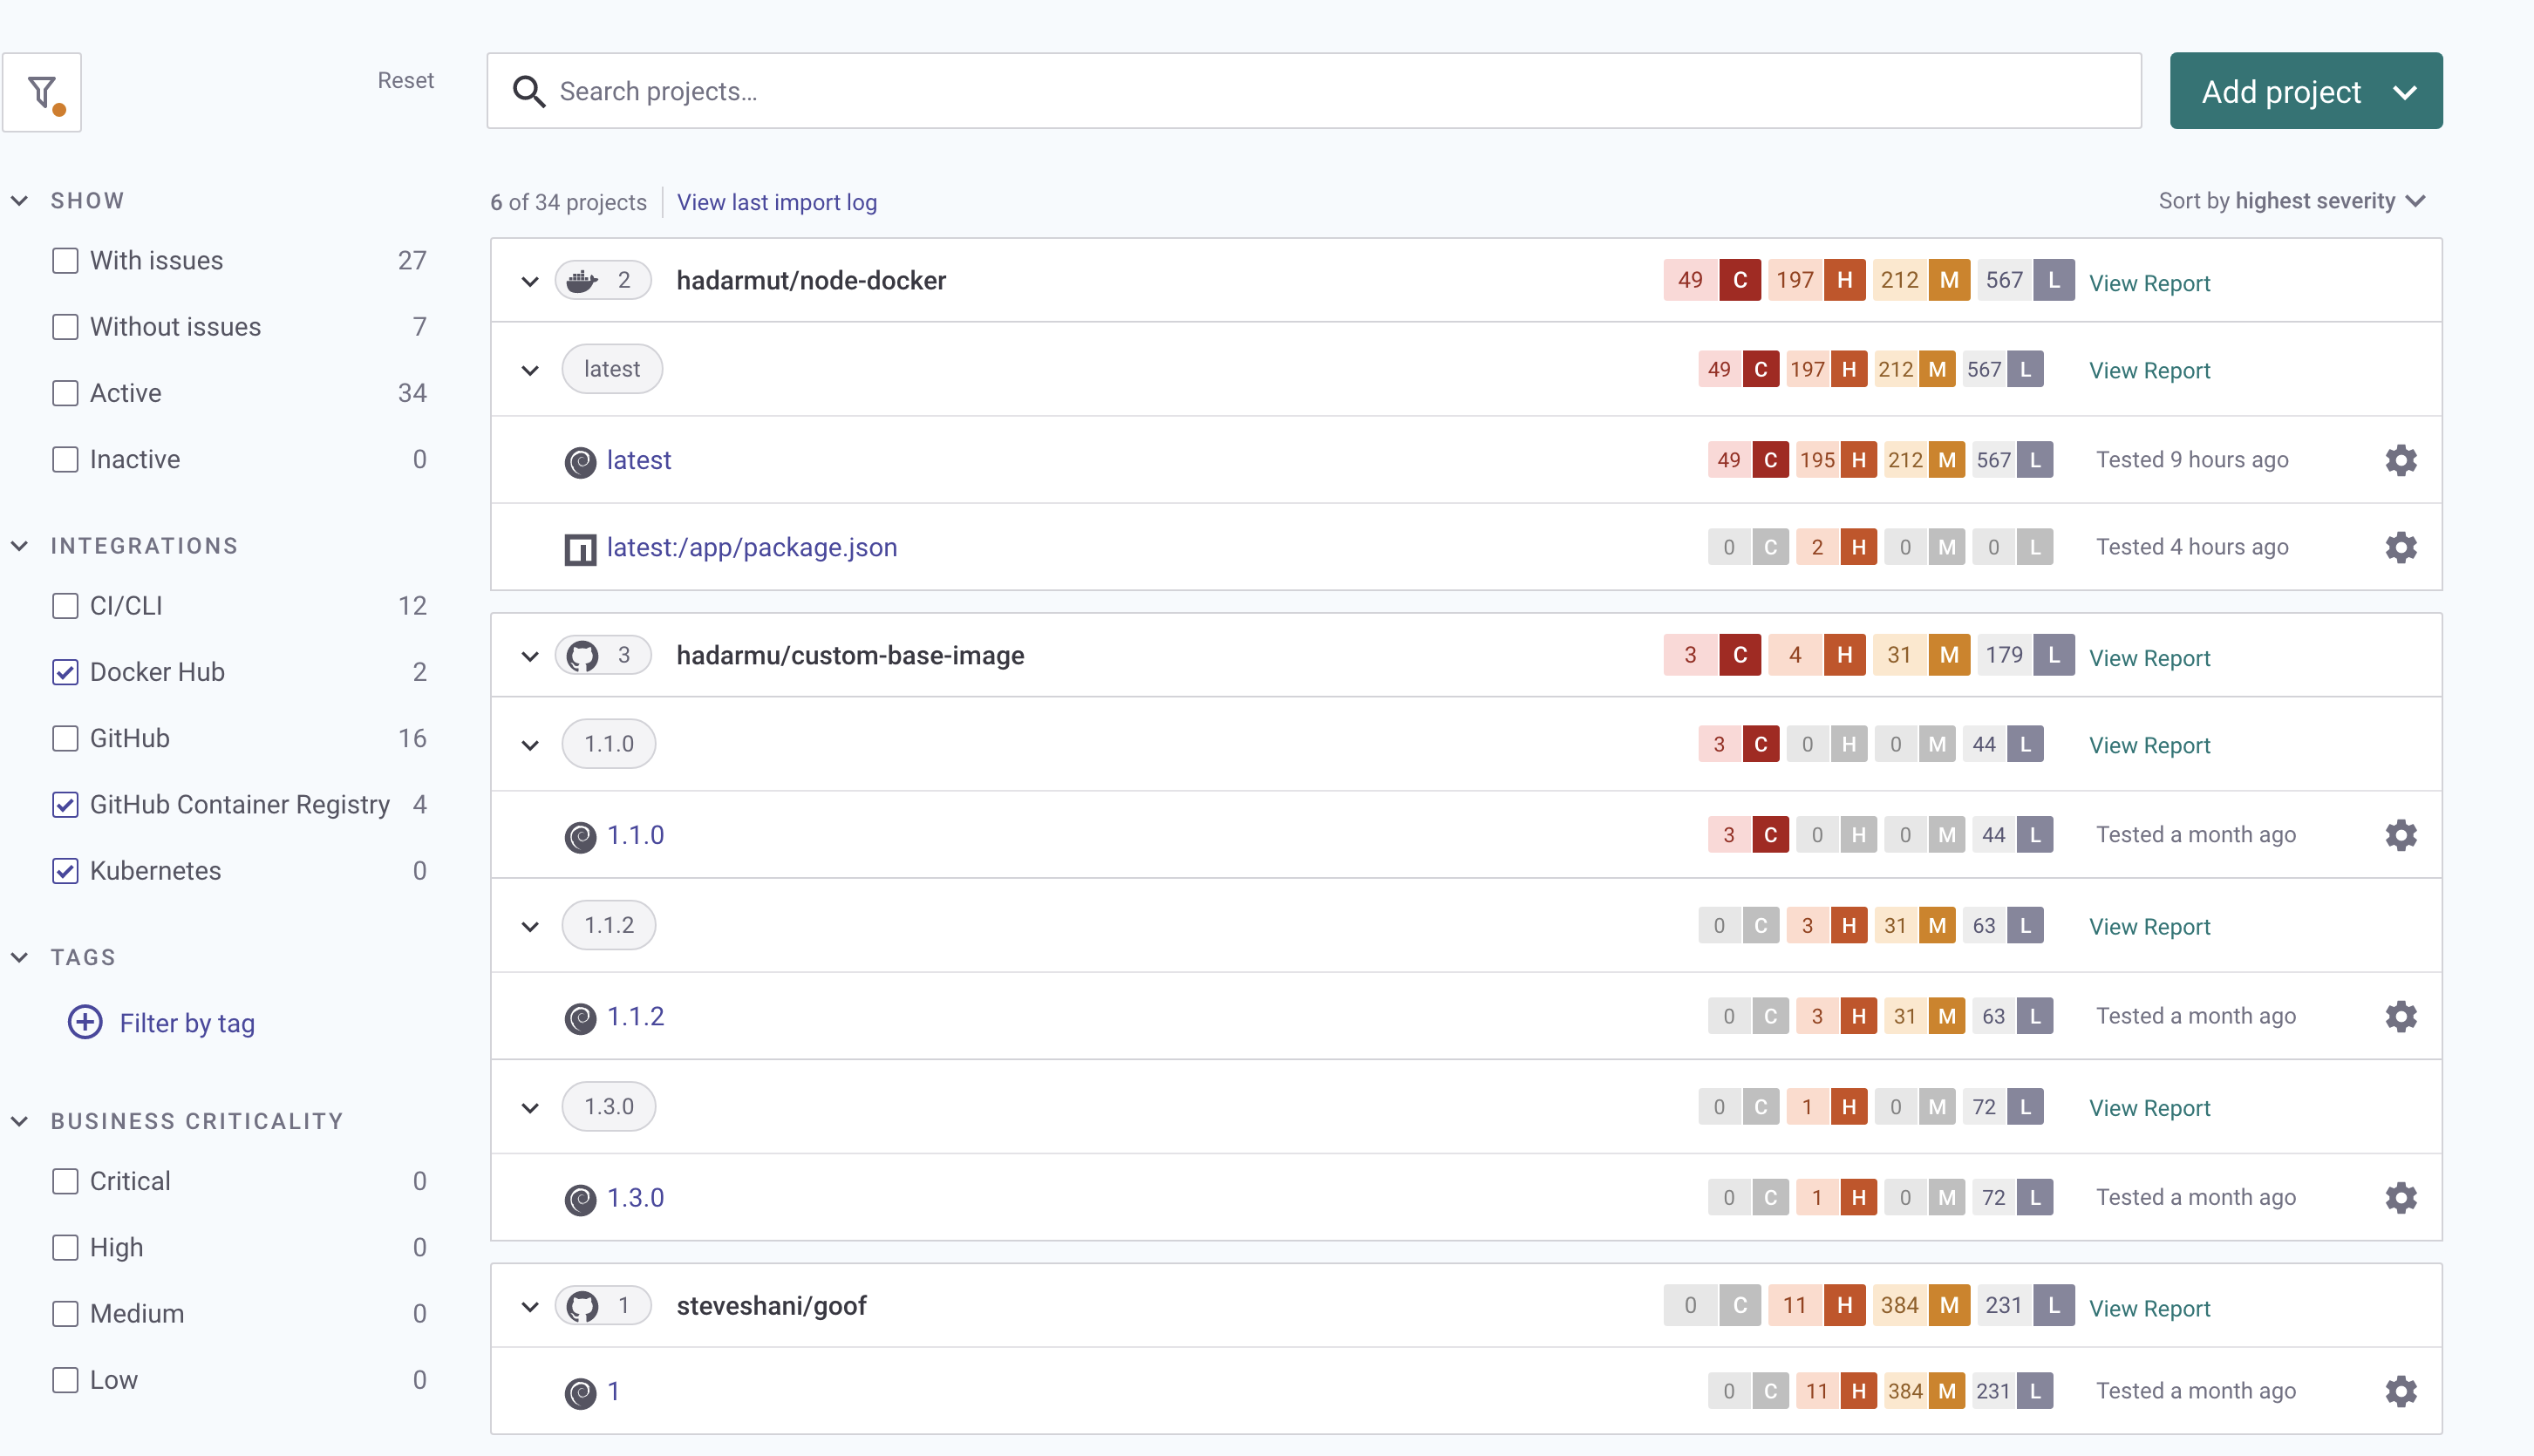 Reset
Search projects...
Add project
SHOW
With issues 27
Without issues 7
Active 34
Inactive 0
INTEGRATIONS
CI/CLI 12
Docker Hub 2
GitHub 16
GitHub Container Registry 4
Kubernetes 0
TAGS
Filter by tag
BUSINESS CRITICALITY
Critical 0
High 0
Medium 0
Low 0
6 of 34 projects View last import log Sort by highest severity
2 hadarmut/node-docker 49 C 197 H 212 M 567 L View Report
latest 49 C 197 H 212 M 567 L View Report
latest 49 C 195 H 212 M 567 L Tested 9 hours ago
latest:/app/package.json 0 C 2 H 0 M 0 L Tested 4 hours ago
3 hadarmu/custom-base-image 3 C 4 H 31 M 179 L View Report
1.1.0 3 C 0 H 0 M 44 L View Report
1.1.0 3 C 0 H 0 M 44 L Tested a month ago
1.1.2 0 C 3 H 31 M 63 L View Report
1.1.2 0 C 3 H 31 M 63 L Tested a month ago
1.3.0 0 C 1 H 0 M 72 L View Report
1.3.0 0 C 1 H 0 M 72 L Tested a month ago
1 steveshani/goof 0 C 11 H 384 M 231 L View Report
1 0 C 11 H 384 M 231 L Tested a month ago